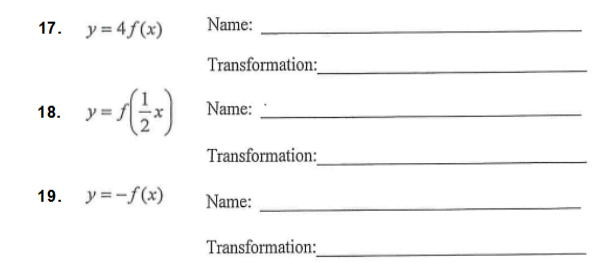 17. y = 4f(x) Name:
Transformation:
18. y = f(1/2 x) Name:
Transformation:
19. y = -f(x) Name:
Transformation: